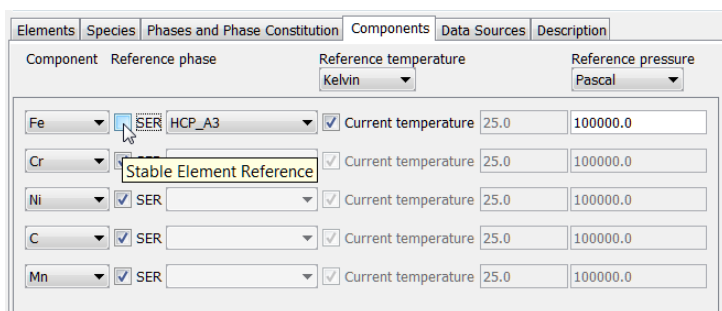 Elements Species Phases and Phase Constitution Components Data Sources Description
Component Reference phase Reference temperature Reference pressure
Kelvin Pascal
Fe SER HCP_A3 Current temperature 25.0 100000.0
Cr Current temperature 25.0 100000.0
Stable Element Reference
Ni SER Current temperature 25.0 100000.0
C SER Current temperature 25.0 100000.0
Mn SER Current temperature 25.0 100000.0